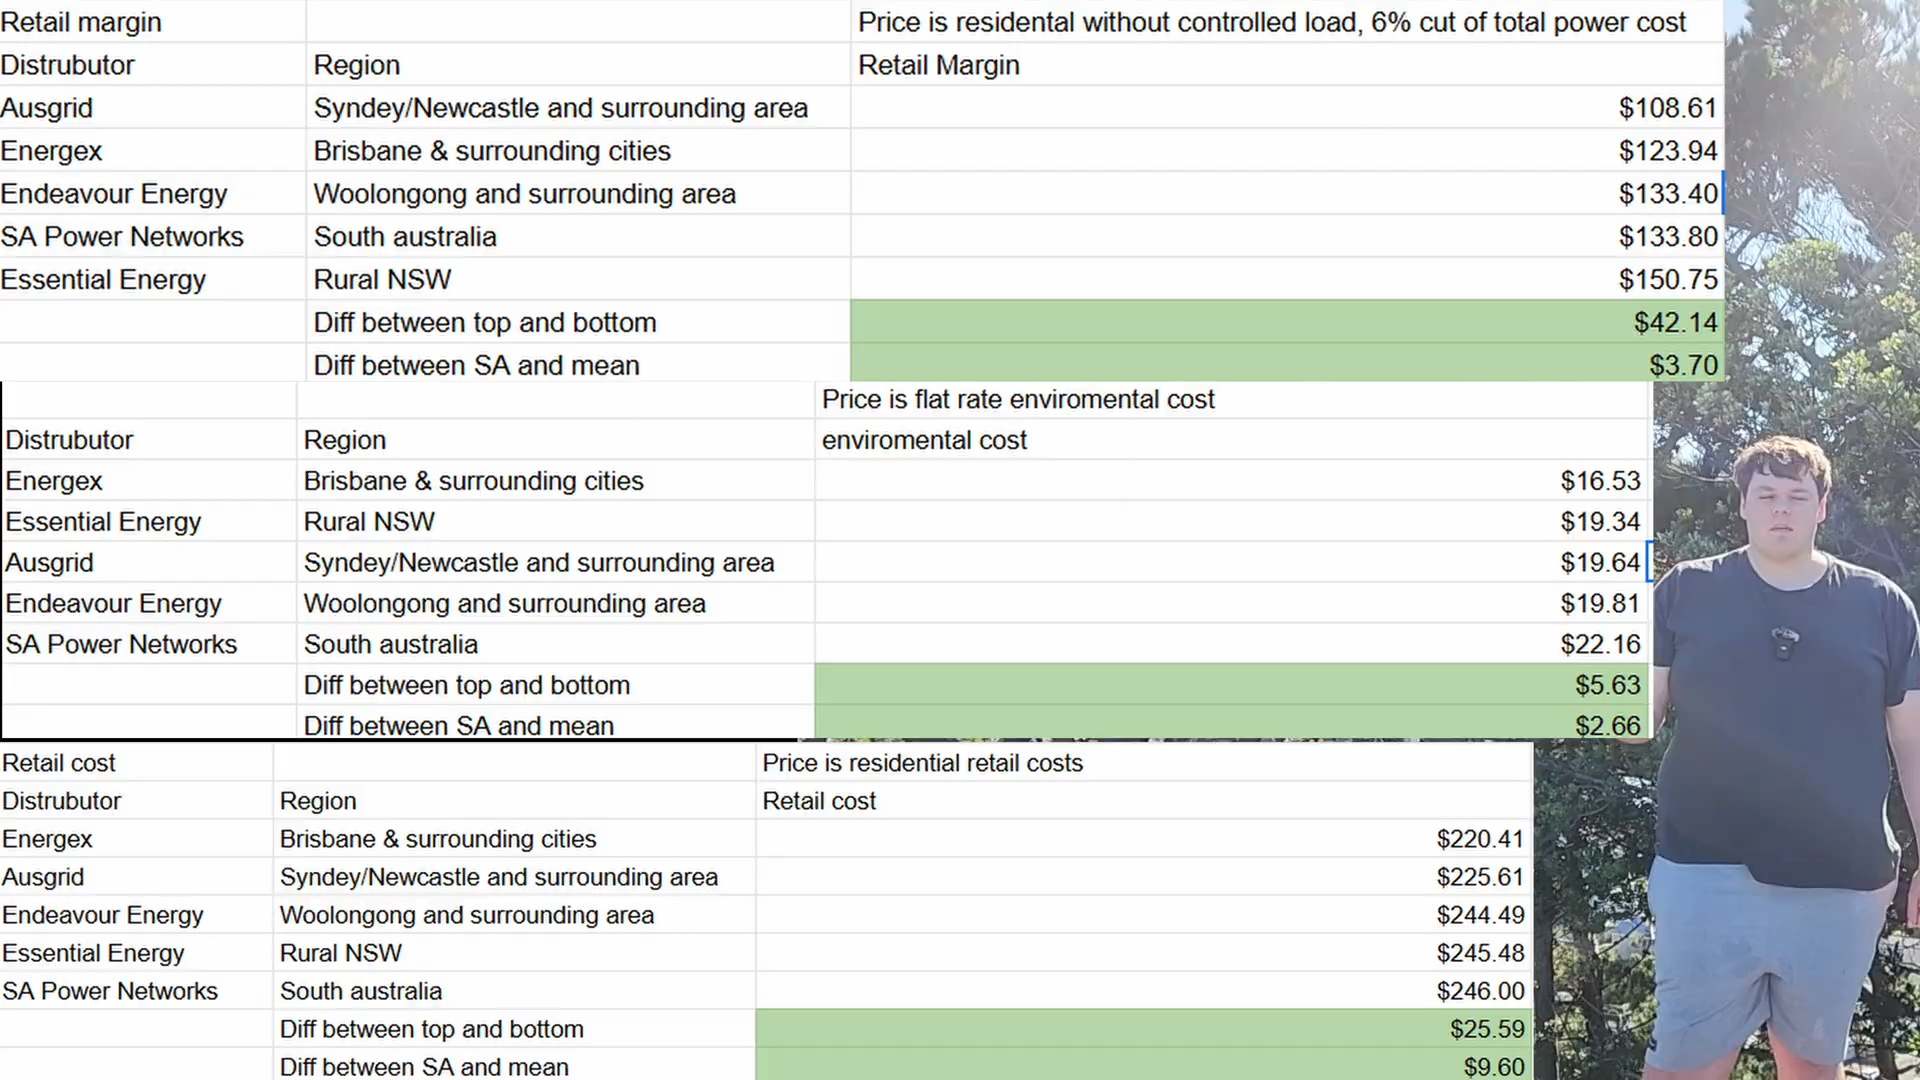 Retail margin Price is residental without controlled load, 6% cut of total power cost
Distrubutor Region Retail Margin
Ausgrid Syndey/Newcastle and surrounding area $108.61
Energex Brisbane & surrounding cities $123.94
Endeavour Energy Woolongong and surrounding area $133.40
SA Power Networks South australia $133.80
Essential Energy Rural NSW $150.75
Diff between top and bottom $42.14
Diff between SA and mean $3.70
Price is flat rate enviromental cost
Distrubutor Region enviromental cost
Energex Brisbane & surrounding cities $16.53
Essential Energy Rural NSW $19.34
Ausgrid Syndey/Newcastle and surrounding area $19.64
Endeavour Energy Woolongong and surrounding area $19.81
SA Power Networks South australia $22.16
Diff between top and bottom $5.63
Diff between SA and mean $2.66
Retail cost Price is residential retail costs
Distrubutor Region Retail cost
Energex Brisbane & surrounding cities $220.41
Ausgrid Syndey/Newcastle and surrounding area $225.61
Endeavour Energy Woolongong and surrounding area $244.49
Essential Energy Rural NSW $245.48
SA Power Networks South australia $246.00
Diff between top and bottom $25.59
Diff between SA and mean $9.60